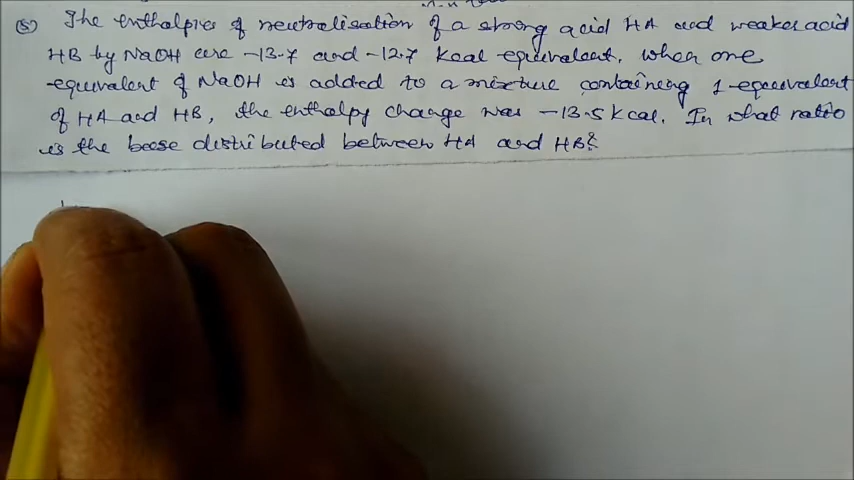 (5) The enthalpies of neutralisation of a strong acid HA and weaker acid
HB by NaOH are -13.7 and -12.7 Kcal equivalent. when one
equivalent of NaOH is added to a mixture containing 1-equivalent
of HA and HB, the enthalpy change was -13.5 Kcal. In what ratio
is the base distributed between HA and HB?